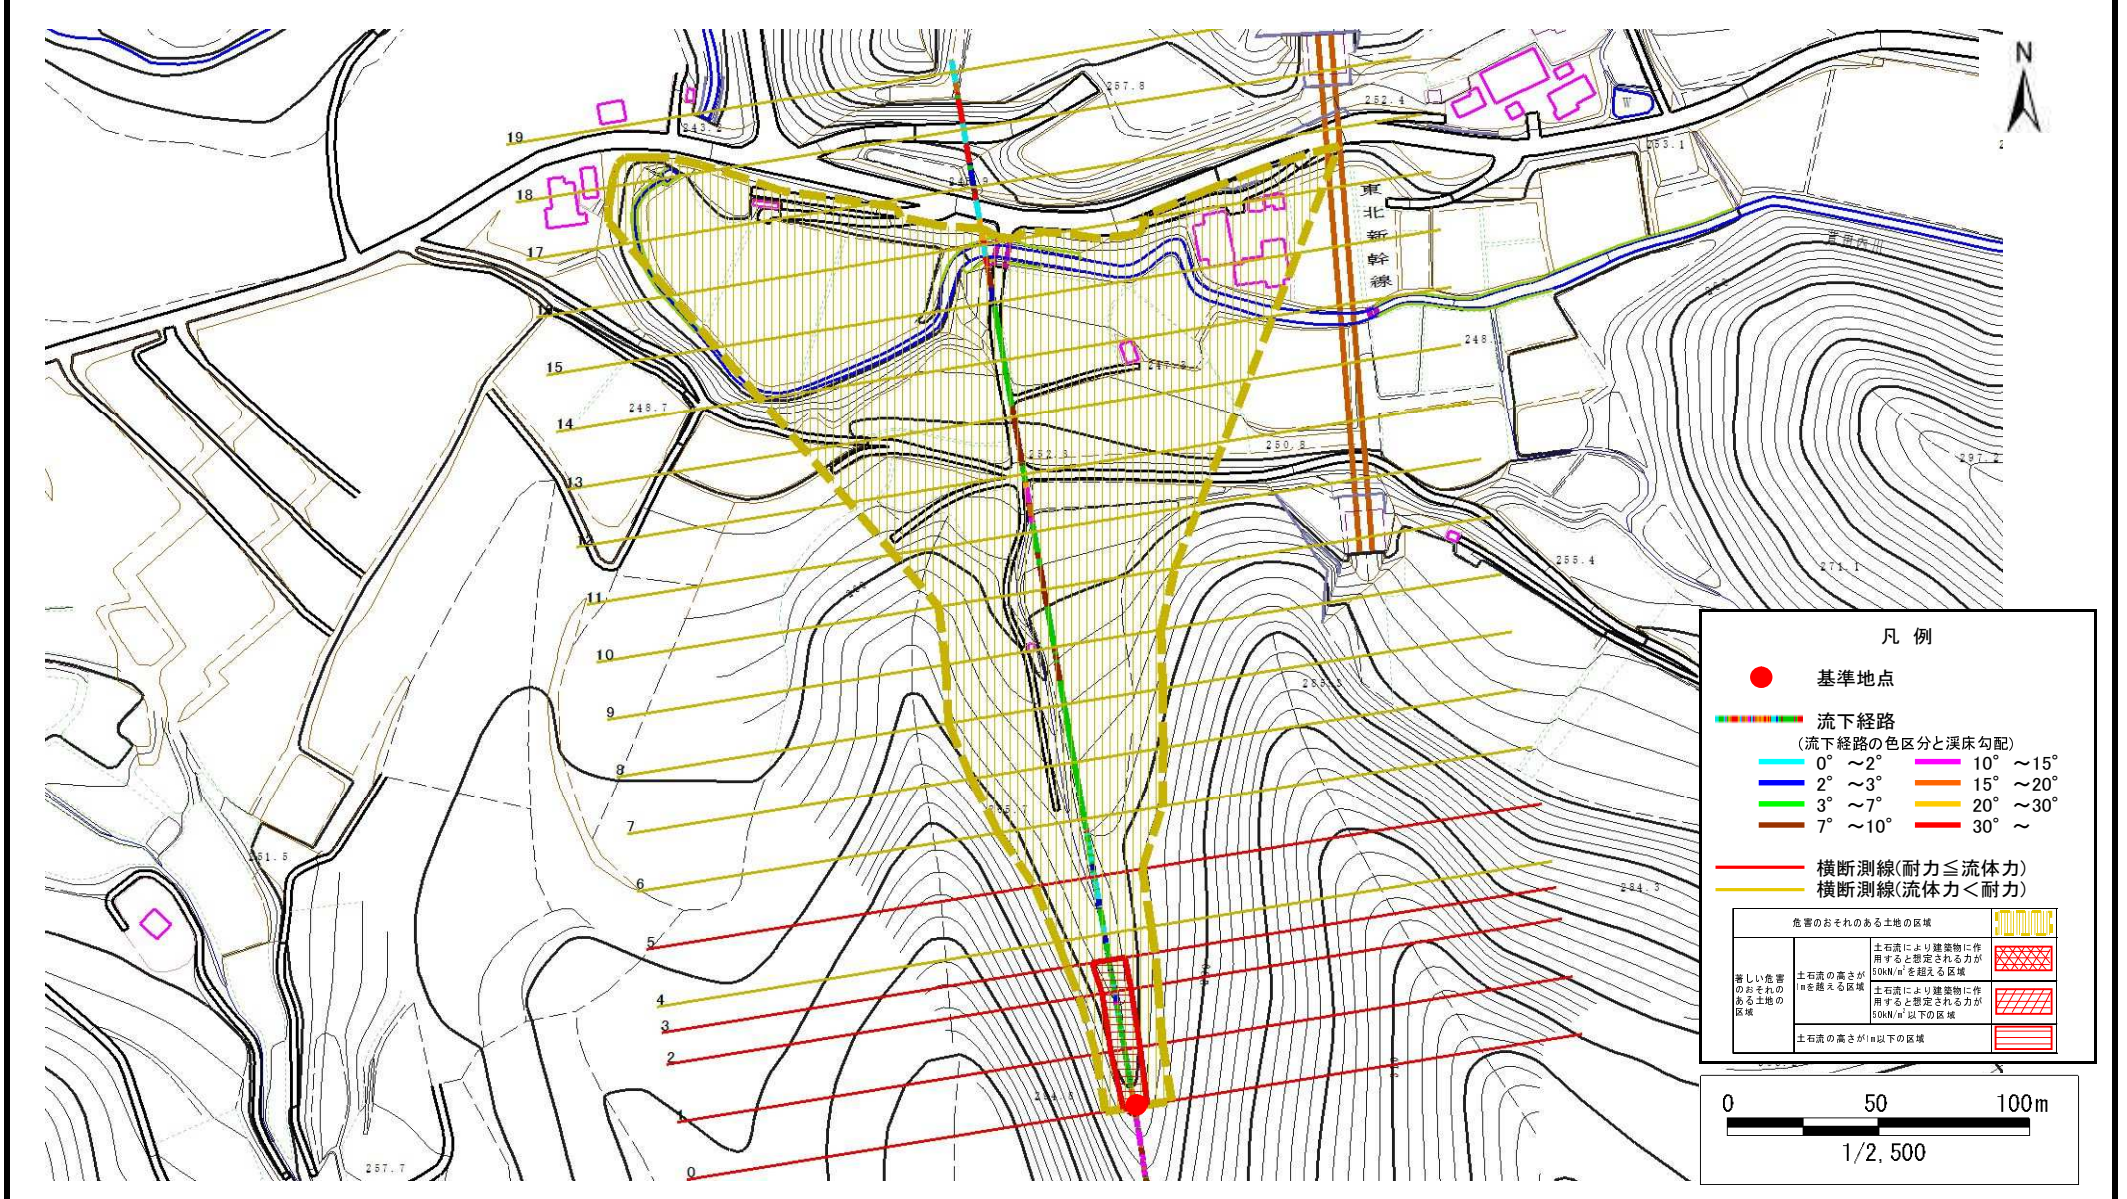 N
257.8
252.4
W
253.1
19
243.2
18
東北新幹線
17
15
248.
14
248.7
250.8
252.3
13
297.2
12
11
255.4
271.1
10
9
8
7
6
284.3
251.5
5
4
3
2
1
0
257.7
凡 例
基準地点
流下経路
(流下経路の色区分と渓床勾配)
0° ～2° 10° ～15°
2° ～3° 15° ～20°
3° ～7° 20° ～30°
7° ～10° 30° ～
横断測線(耐力≦流体力)
横断測線(流体力＜耐力)
危害のおそれのある土地の区域
著しい危害
のおそれの
ある土地の
区域
土石流の高さが
1mを越える区域
土石流により建築物に作
用すると想定される力が
50kN/㎡を超える区域
土石流により建築物に作
用すると想定される力が
50kN/㎡以下の区域
土石流の高さが1m以下の区域
0 50 100m
1/2,500